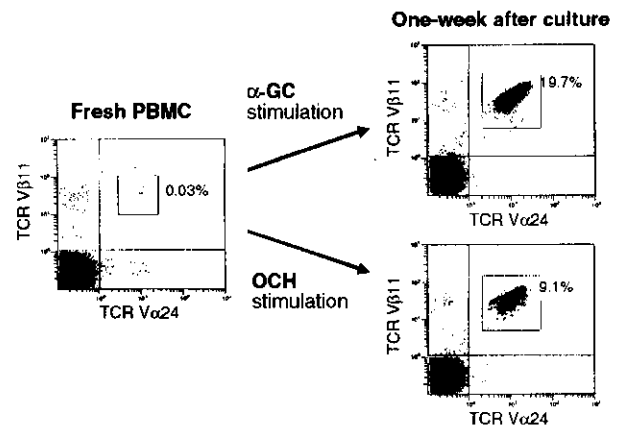 One-week after culture
α-GC
stimulation
Fresh PBMC
TCR Vβ11
0.03%
TCR Vα24
OCH
stimulation
TCR Vβ11
19.7%
TCR Vα24
TCR Vβ11
9.1%
TCR Vα24